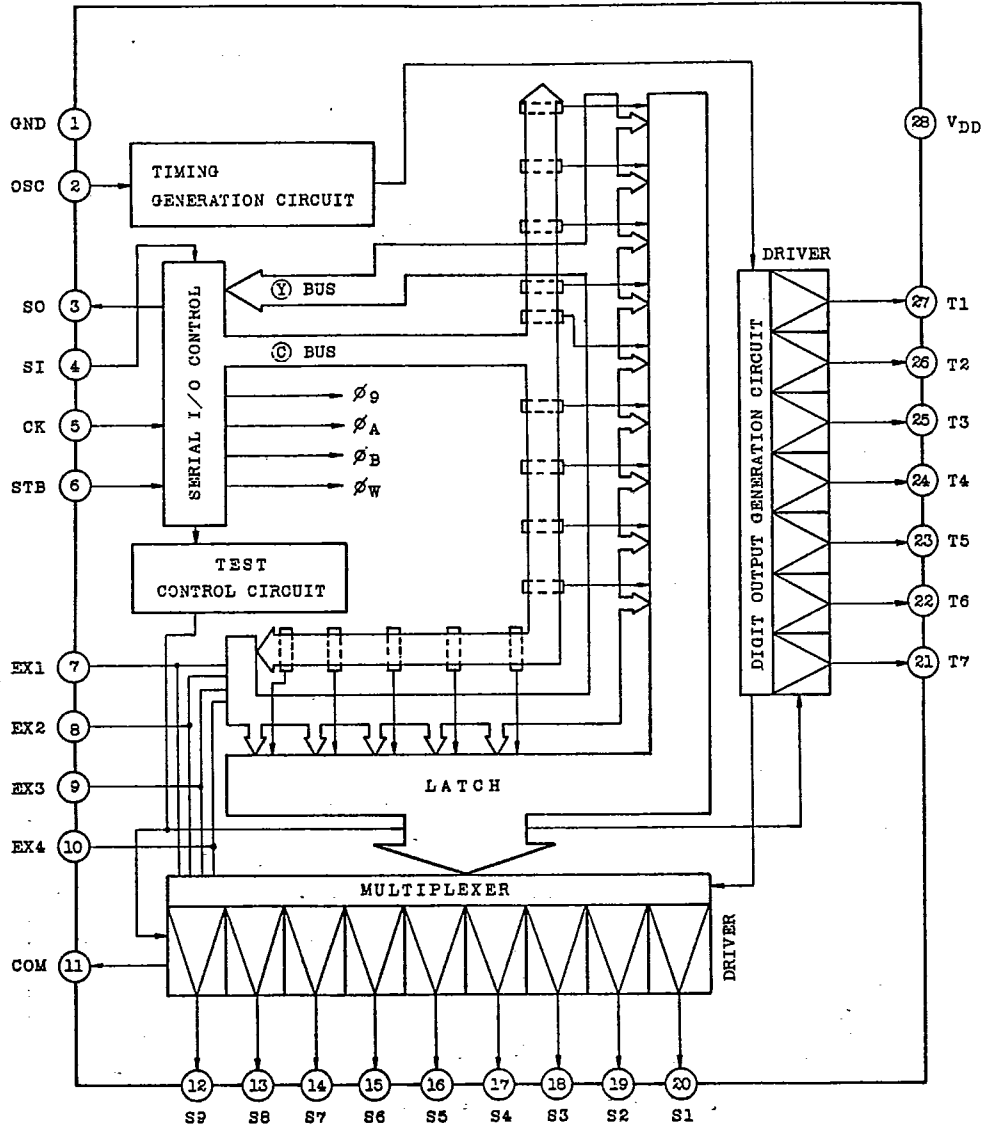 GND 1
OSC 2
SO 3
SI 4
CK 5
STB 6
EX1 7
EX2 8
EX3 9
EX4 10
COM 11
TIMING
GENERATION CIRCUIT
SERIAL I/O CONTROL
Ⓨ BUS
Ⓒ BUS
Ø9
ØA
ØB
ØW
TEST
CONTROL CIRCUIT
LATCH
MULTIPLEXER
DRIVER
DIGIT OUTPUT GENERATION CIRCUIT
DRIVER
28 VDD
27 T1
26 T2
25 T3
24 T4
23 T5
22 T6
21 T7
12 13 14 15 16 17 18 19 20
S9 S8 S7 S6 S5 S4 S3 S2 S1